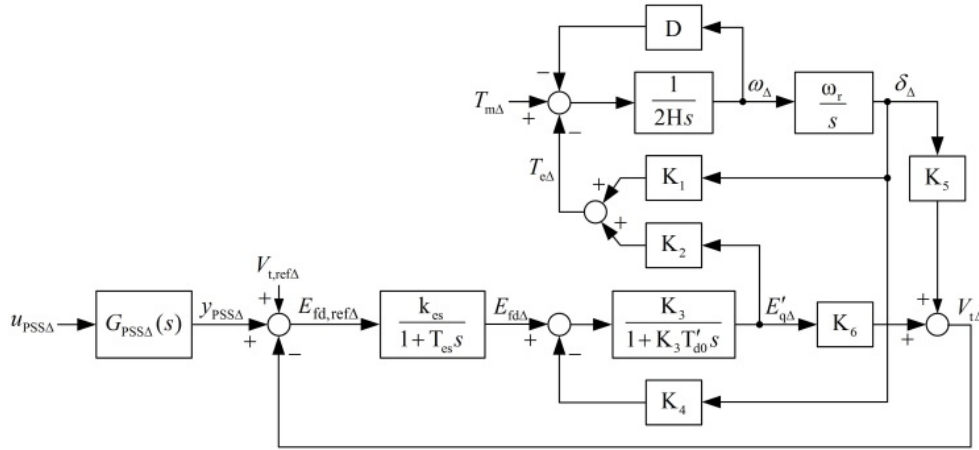 D
−
T_mΔ
+
−
1
2Hs
ω_Δ
ω_r
s
δ_Δ
T_eΔ
+
K_1
K_5
+
K_2
V_t,refΔ
u_PSSΔ
G_PSSΔ(s)
y_PSSΔ
+
+
−
E_fd,refΔ
k_es
1 + T_es s
E_fdΔ
+
−
K_3
1 + K_3 T′_d0 s
E′_qΔ
K_6
+
+
V_tΔ
K_4